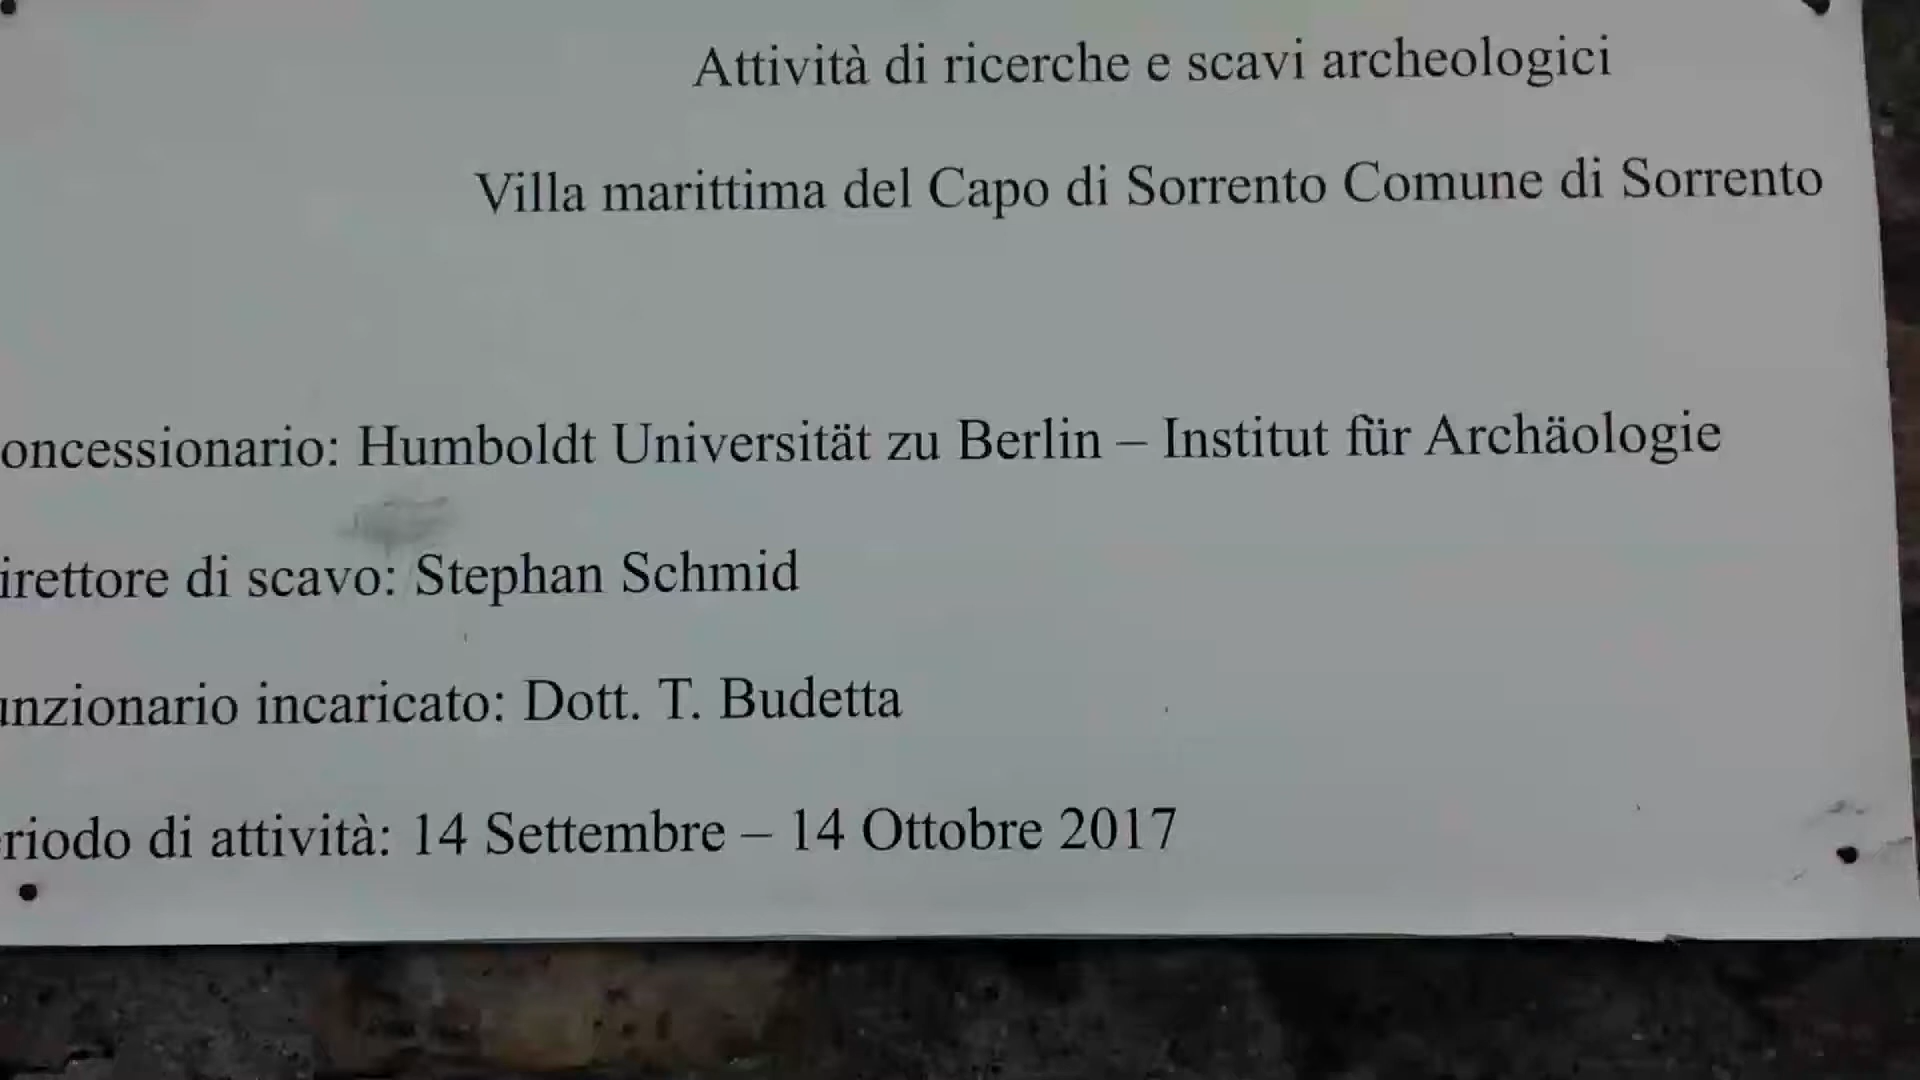 Attività di ricerche e scavi archeologici
Villa marittima del Capo di Sorrento Comune di Sorrento
oncessionario: Humboldt Universität zu Berlin – Institut für Archäologie
irettore di scavo: Stephan Schmid
unzionario incaricato: Dott. T. Budetta
riodo di attività: 14 Settembre – 14 Ottobre 2017